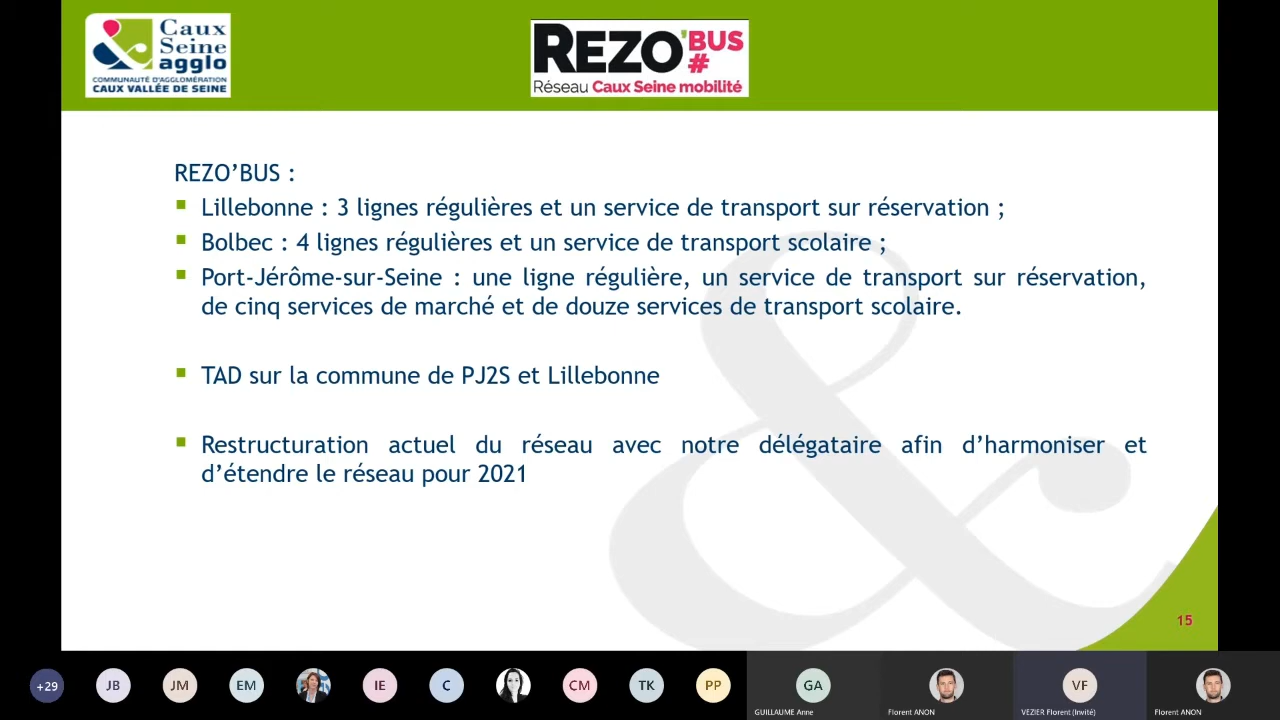 Caux
Seine
agglo
COMMUNAUTÉ D'AGGLOMÉRATION
CAUX VALLÉE DE SEINE
REZO'BUS
#
Réseau Caux Seine mobilité
REZO’BUS :
Lillebonne : 3 lignes régulières et un service de transport sur réservation ;
Bolbec : 4 lignes régulières et un service de transport scolaire ;
Port-Jérôme-sur-Seine : une ligne régulière, un service de transport sur réservation,
de cinq services de marché et de douze services de transport scolaire.
TAD sur la commune de PJ2S et Lillebonne
Restructuration actuel du réseau avec notre délégataire afin d’harmoniser et
d’étendre le réseau pour 2021
15
+29 JB JM EM IE C CM TK PP GA VF
GUILLAUME Anne Florent ANON VEZIER Florent (Invité) Florent ANON